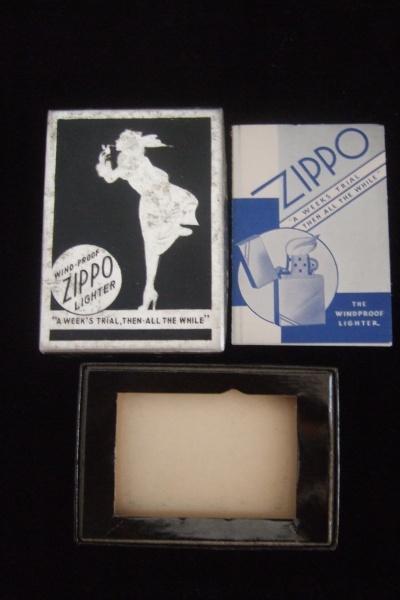 WIND-PROOF
ZIPPO
LIGHTER
"A WEEK'S TRIAL, THEN-ALL THE WHILE"
ZIPPO
"A WEEKS TRIAL
THEN ALL THE WHILE"
THE
WINDPROOF
LIGHTER